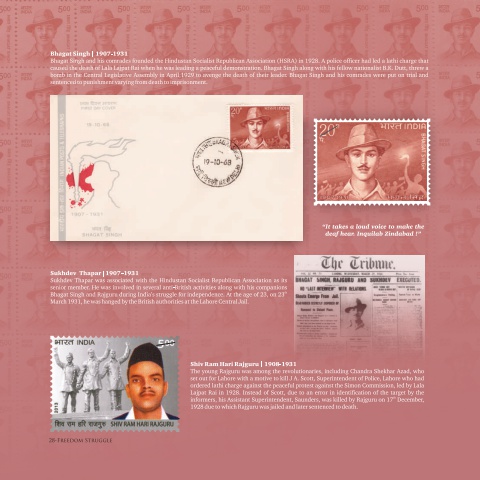 Bhagat Singh | 1907-1931
Bhagat Singh and his comrades founded the Hindustan Socialist Republican Association (HSRA) in 1928. A police officer had led a lathi charge that
caused the death of Lala Lajpat Rai when he was leading a peaceful demonstration. Bhagat Singh along with his fellow nationalist B.K. Dutt, threw a
bomb in the Central Legislative Assembly in April 1929 to avenge the death of their leader. Bhagat Singh and his comrades were put on trial and
sentenced to punishment varying from death to imprisonment.
FIRST DAY COVER
19-10-68
19-10-68
1907 - 1931
भगत सिंह
BHAGAT SINGH
20
भारत INDIA
20
भारत INDIA
BHAGAT SINGH
"It takes a loud voice to make the
deaf hear. Inquilab Zindabad !"
Sukhdev Thapar | 1907-1931
Sukhdev Thapar was associated with the Hindustan Socialist Republican Association as its
senior member. He was involved in several anti-British activities along with his companions
Bhagat Singh and Rajguru during India's struggle for independence. At the age of 23, on 23rd
March 1931, he was hanged by the British authorities at the Lahore Central Jail.
The Tribune.
BHAGAT SINGH, RAJGURU AND SUKHDEV EXECUTED.
NO "LAST INTERVIEW" WITH RELATIONS
भारत INDIA
5.00
शिव राम हरि राजगुरु
SHIV RAM HARI RAJGURU
Shiv Ram Hari Rajguru | 1908-1931
The young Rajguru was among the revolutionaries, including Chandra Shekhar Azad, who
set out for Lahore with a motive to kill J.A. Scott, Superintendent of Police, Lahore who had
ordered lathi charge against the peaceful protest against the Simon Commission, led by Lala
Lajpat Rai in 1928. Instead of Scott, due to an error in identification of the target by the
informers, his Assistant Superintendent, Saunders, was killed by Rajguru on 17th December,
1928 due to which Rajguru was jailed and later sentenced to death.
28-FREEDOM STRUGGLE